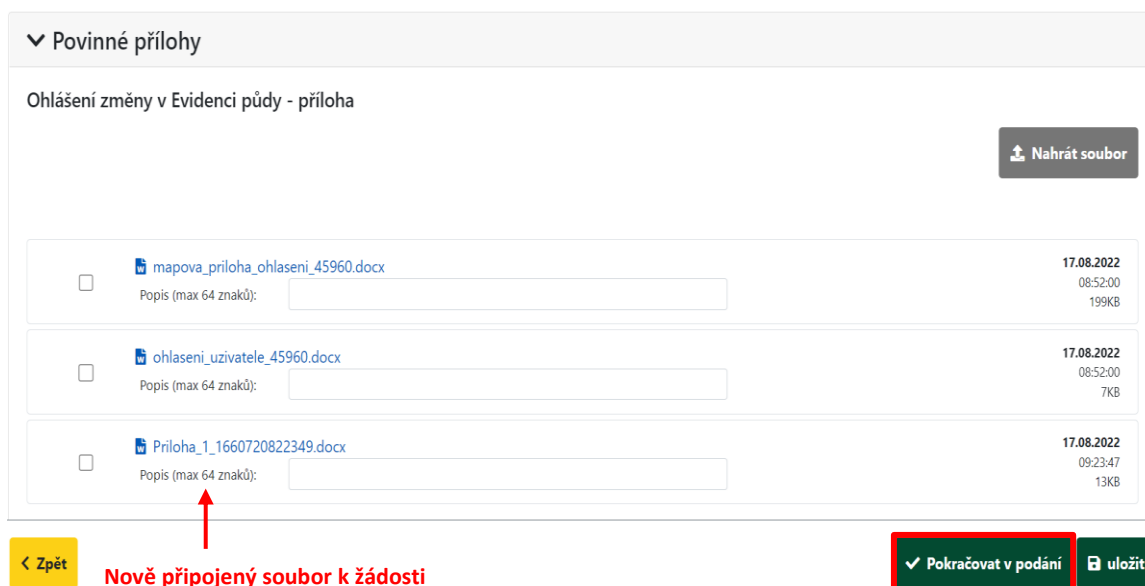 Povinné přílohy
Ohlášení změny v Evidenci půdy - příloha
Nahrát soubor
mapova_priloha_ohlaseni_45960.docx
17.08.2022
Popis (max 64 znaků):
08:52:00
199KB
ohlaseni_uzivatele_45960.docx
17.08.2022
Popis (max 64 znaků):
08:52:00
7KB
Priloha_1_1660720822349.docx
17.08.2022
Popis (max 64 znaků):
09:23:47
13KB
Zpět
Nově připojený soubor k žádosti
Pokračovat v podání
uložit